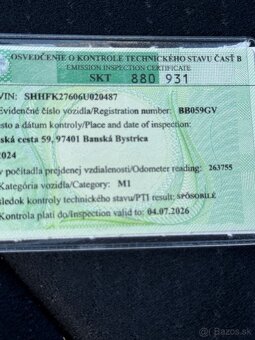 OSVEDČENIE O KONTROLE TECHNICKÉHO STAVU ČASŤ B
EMISSION INSPECTION CERTIFICATE
SKT 880 931
VIN: SHHFK27606U020487
Evidenčné číslo vozidla/Registration number: BB059GV
esto a dátum kontroly/Place and date of inspection:
ská cesta 59, 97401 Banská Bystrica
2024
v počítadla prejdenej vzdialenosti/Odometer reading: 263755
Kategória vozidla/Category: M1
sledok kontroly technického stavu/PTI result: SPÔSOBILÉ
Kontrola platí do/Inspection valid to: 04.07.2026
bazos.sk